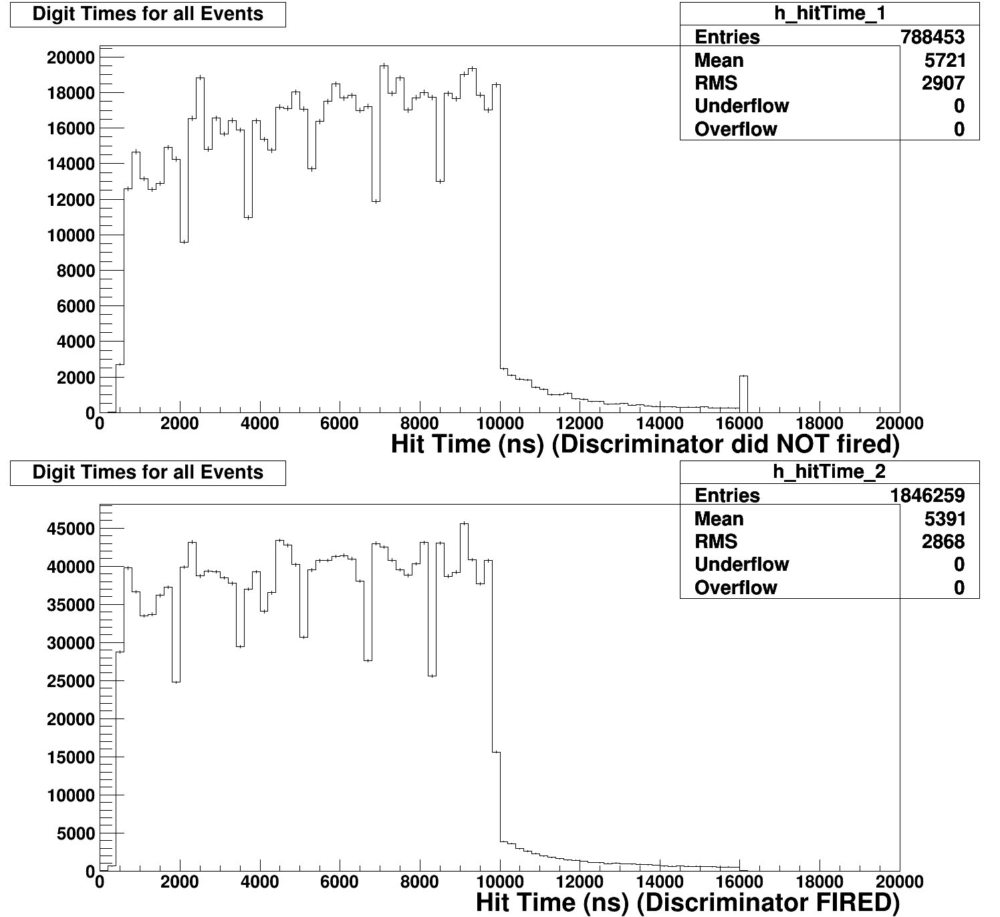 Digit Times for all Events
h_hitTime_1
Entries 788453
Mean 5721
RMS 2907
Underflow 0
Overflow 0
20000
18000
16000
14000
12000
10000
8000
6000
4000
2000
0
0 2000 4000 6000 8000 10000 12000 14000 16000 18000 20000
Hit Time (ns) (Discriminator did NOT fired)
Digit Times for all Events
h_hitTime_2
Entries 1846259
Mean 5391
RMS 2868
Underflow 0
Overflow 0
45000
40000
35000
30000
25000
20000
15000
10000
5000
0
0 2000 4000 6000 8000 10000 12000 14000 16000 18000 20000
Hit Time (ns) (Discriminator FIRED)